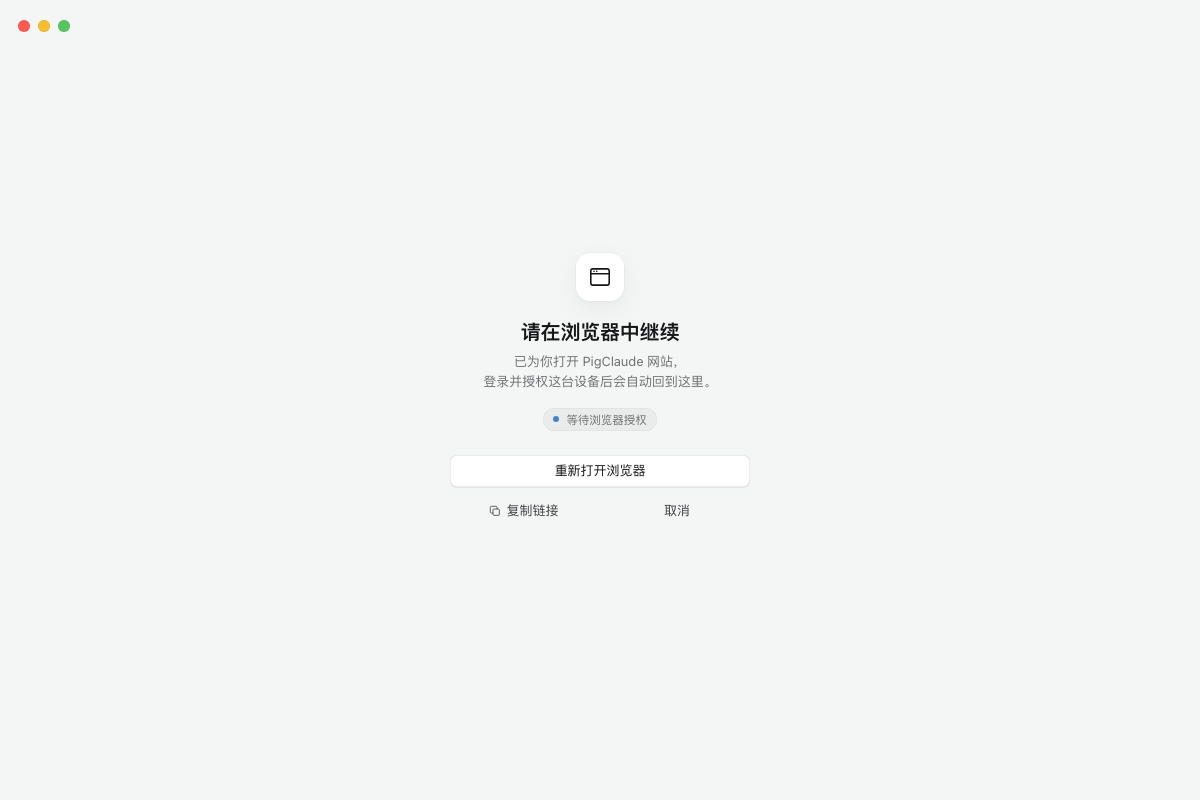 请在浏览器中继续
已为你打开 PigClaude 网站，
登录并授权这台设备后会自动回到这里。
等待浏览器授权
重新打开浏览器
复制链接
取消